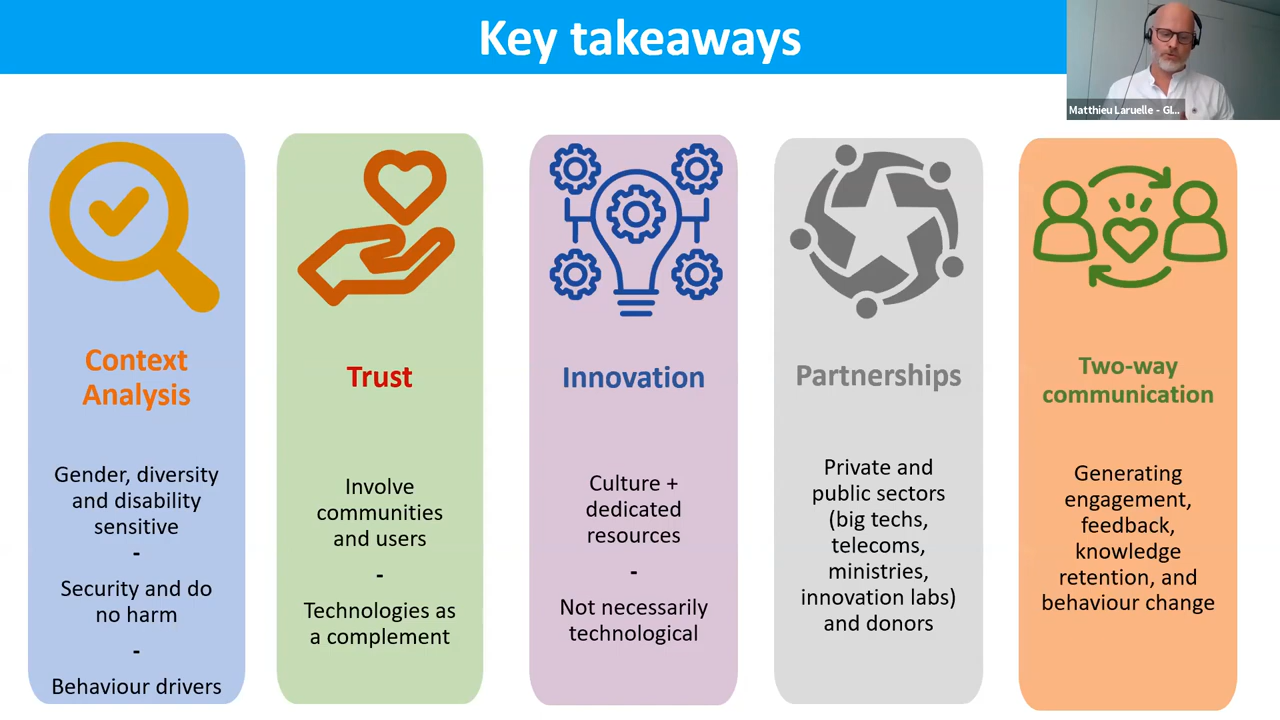 Key takeaways
Matthieu Laruelle - Gl...
Context
Analysis
Gender, diversity
and disability
sensitive
-
Security and do
no harm
-
Behaviour drivers
Trust
Involve
communities
and users
-
Technologies as
a complement
Innovation
Culture +
dedicated
resources
-
Not necessarily
technological
Partnerships
Private and
public sectors
(big techs,
telecoms,
ministries,
innovation labs)
and donors
Two-way
communication
Generating
engagement,
feedback,
knowledge
retention, and
behaviour change